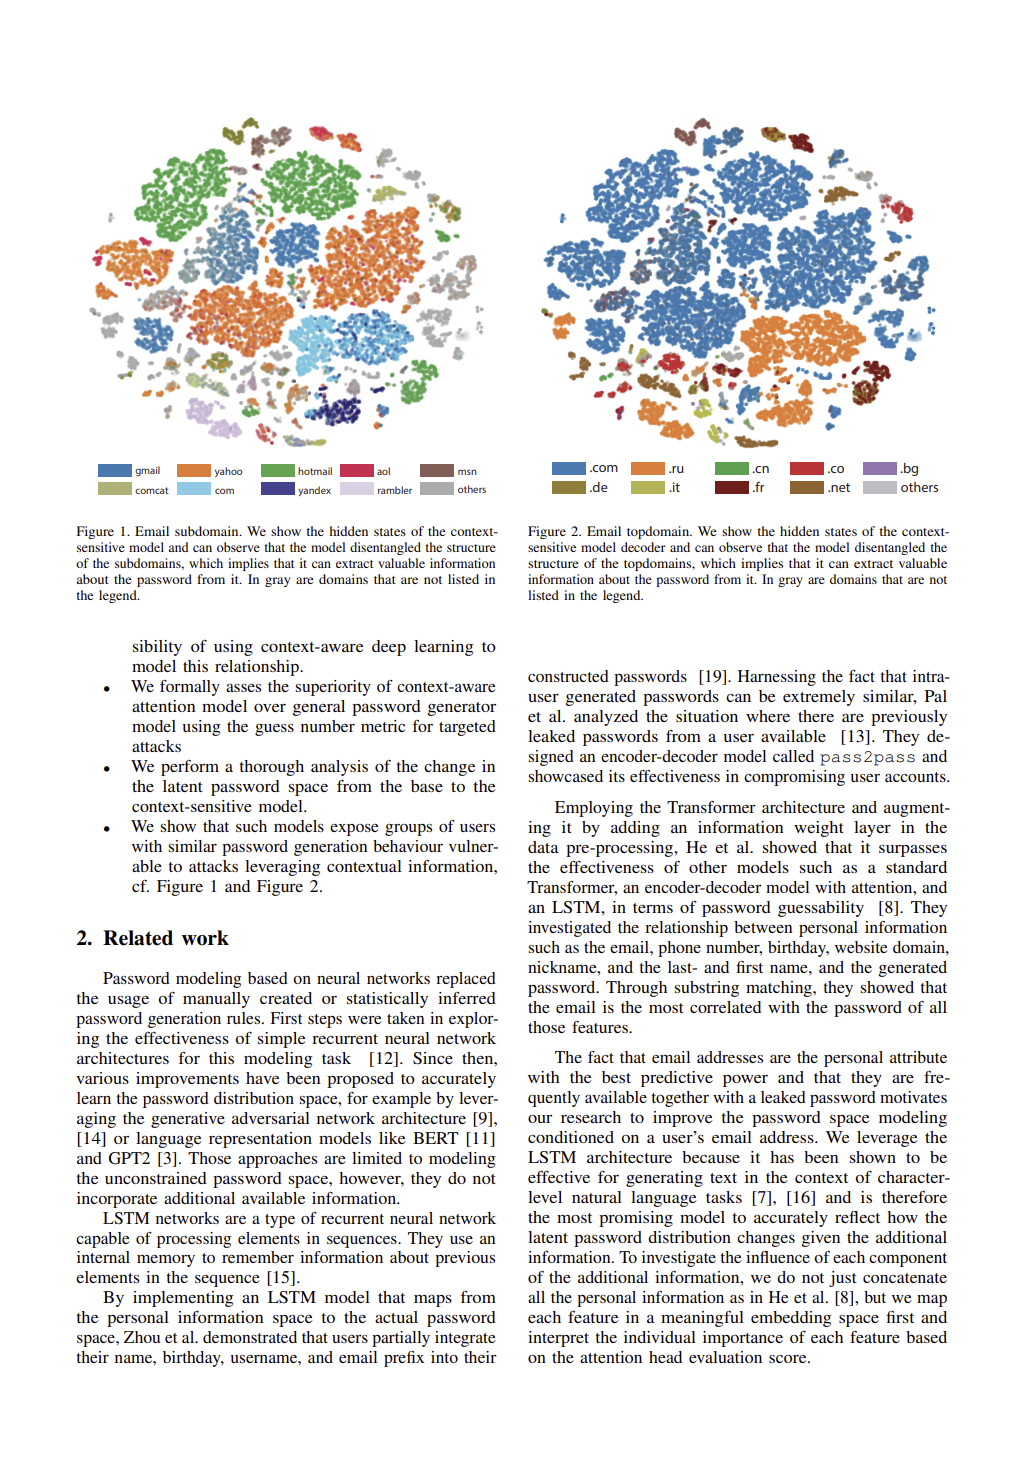 gmail yahoo hotmail aol msn
comcat com yandex rambler others
Figure 1. Email subdomain. We show the hidden states of the context-
sensitive model and can observe that the model disentangled the structure
of the subdomains, which implies that it can extract valuable information
about the password from it. In gray are domains that are not listed in
the legend.
.com .ru .cn .co .bg
.de .it .fr .net others
Figure 2. Email topdomain. We show the hidden states of the context-
sensitive model decoder and can observe that the model disentangled the
structure of the topdomains, which implies that it can extract valuable
information about the password from it. In gray are domains that are not
listed in the legend.
sibility of using context-aware deep learning to
model this relationship.
• We formally asses the superiority of context-aware
attention model over general password generator
model using the guess number metric for targeted
attacks
• We perform a thorough analysis of the change in
the latent password space from the base to the
context-sensitive model.
• We show that such models expose groups of users
with similar password generation behaviour vulner-
able to attacks leveraging contextual information,
cf. Figure 1 and Figure 2.
2. Related work
Password modeling based on neural networks replaced
the usage of manually created or statistically inferred
password generation rules. First steps were taken in explor-
ing the effectiveness of simple recurrent neural network
architectures for this modeling task [12]. Since then,
various improvements have been proposed to accurately
learn the password distribution space, for example by lever-
aging the generative adversarial network architecture [9],
[14] or language representation models like BERT [11]
and GPT2 [3]. Those approaches are limited to modeling
the unconstrained password space, however, they do not
incorporate additional available information.
LSTM networks are a type of recurrent neural network
capable of processing elements in sequences. They use an
internal memory to remember information about previous
elements in the sequence [15].
By implementing an LSTM model that maps from
the personal information space to the actual password
space, Zhou et al. demonstrated that users partially integrate
their name, birthday, username, and email prefix into their
constructed passwords [19]. Harnessing the fact that intra-
user generated passwords can be extremely similar, Pal
et al. analyzed the situation where there are previously
leaked passwords from a user available [13]. They de-
signed an encoder-decoder model called pass2pass and
showcased its effectiveness in compromising user accounts.
Employing the Transformer architecture and augment-
ing it by adding an information weight layer in the
data pre-processing, He et al. showed that it surpasses
the effectiveness of other models such as a standard
Transformer, an encoder-decoder model with attention, and
an LSTM, in terms of password guessability [8]. They
investigated the relationship between personal information
such as the email, phone number, birthday, website domain,
nickname, and the last- and first name, and the generated
password. Through substring matching, they showed that
the email is the most correlated with the password of all
those features.
The fact that email addresses are the personal attribute
with the best predictive power and that they are fre-
quently available together with a leaked password motivates
our research to improve the password space modeling
conditioned on a user's email address. We leverage the
LSTM architecture because it has been shown to be
effective for generating text in the context of character-
level natural language tasks [7], [16] and is therefore
the most promising model to accurately reflect how the
latent password distribution changes given the additional
information. To investigate the influence of each component
of the additional information, we do not just concatenate
all the personal information as in He et al. [8], but we map
each feature in a meaningful embedding space first and
interpret the individual importance of each feature based
on the attention head evaluation score.